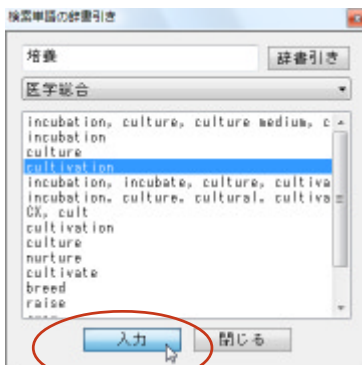 検索単語の辞書引き
培養 辞書引き
医学総合
incubation, culture, culture medium, c
incubation
culture
cultivation
incubation, incubate, culture, cultiva
incubation. culture. cultural. cultiva
CX, cult
cultivation
culture
nurture
cultivate
breed
raise
入力 閉じる